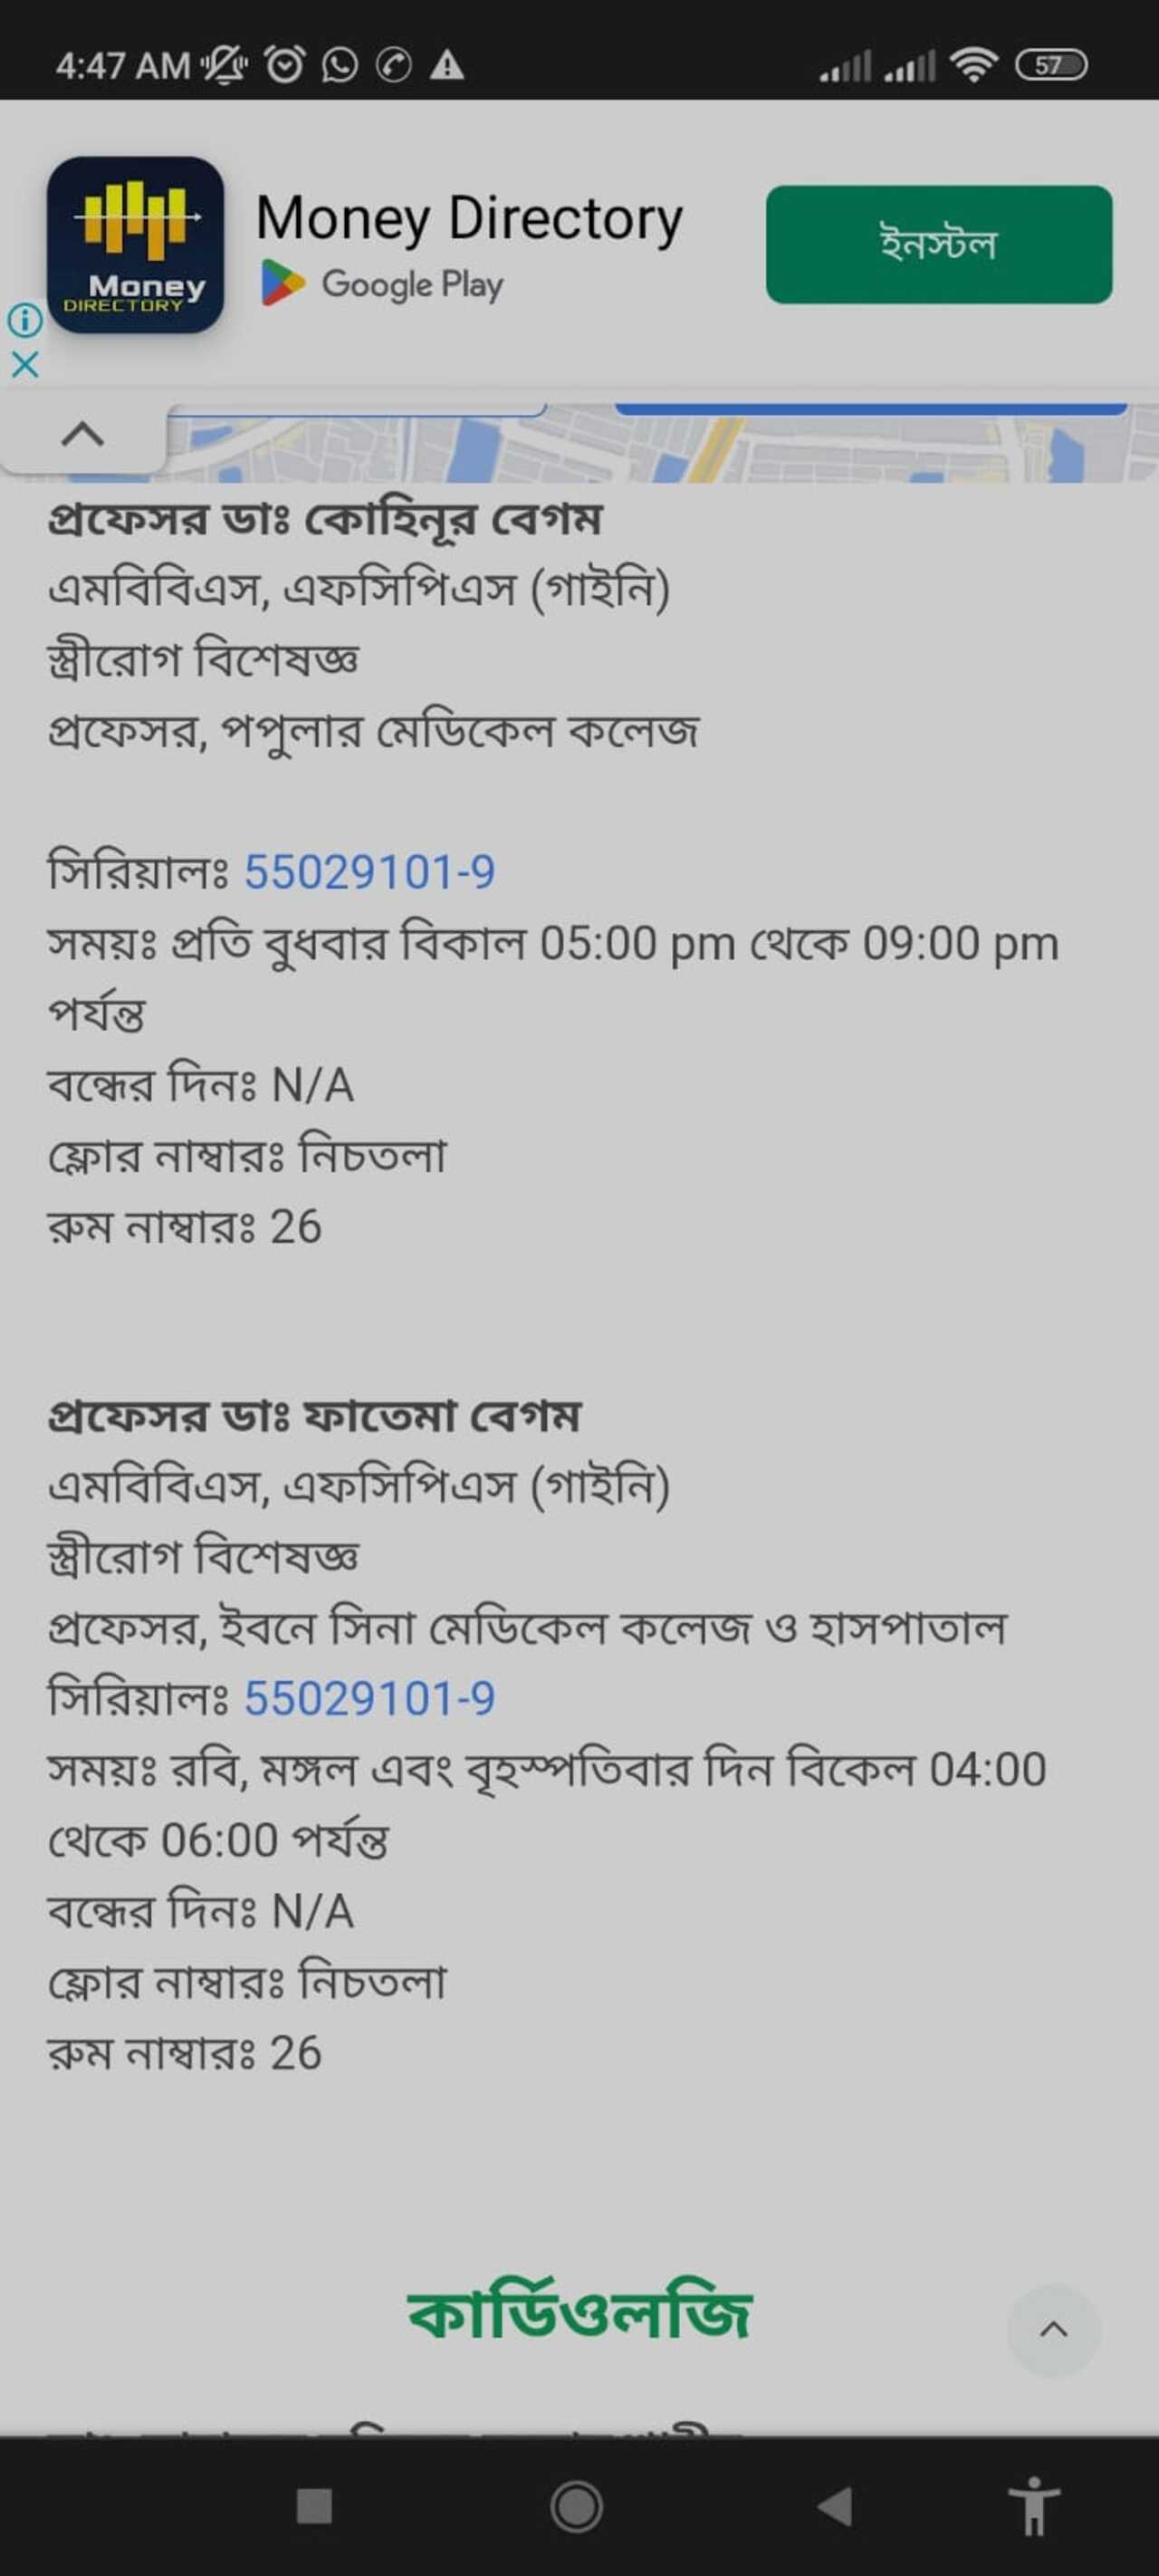 4:47 AM
57
Money Directory
Google Play
ইনস্টল
Money
DIRECTORY
প্রফেসর ডাঃ কোহিনূর বেগম
এমবিবিএস, এফসিপিএস (গাইনি)
স্ত্রীরোগ বিশেষজ্ঞ
প্রফেসর, পপুলার মেডিকেল কলেজ
সিরিয়ালঃ 55029101-9
সময়ঃ প্রতি বুধবার বিকাল 05:00 pm থেকে 09:00 pm
পর্যন্ত
বন্ধের দিনঃ N/A
ফ্লোর নাম্বারঃ নিচতলা
রুম নাম্বারঃ 26
প্রফেসর ডাঃ ফাতেমা বেগম
এমবিবিএস, এফসিপিএস (গাইনি)
স্ত্রীরোগ বিশেষজ্ঞ
প্রফেসর, ইবনে সিনা মেডিকেল কলেজ ও হাসপাতাল
সিরিয়ালঃ 55029101-9
সময়ঃ রবি, মঙ্গল এবং বৃহস্পতিবার দিন বিকেল 04:00
থেকে 06:00 পর্যন্ত
বন্ধের দিনঃ N/A
ফ্লোর নাম্বারঃ নিচতলা
রুম নাম্বারঃ 26
কার্ডিওলজি